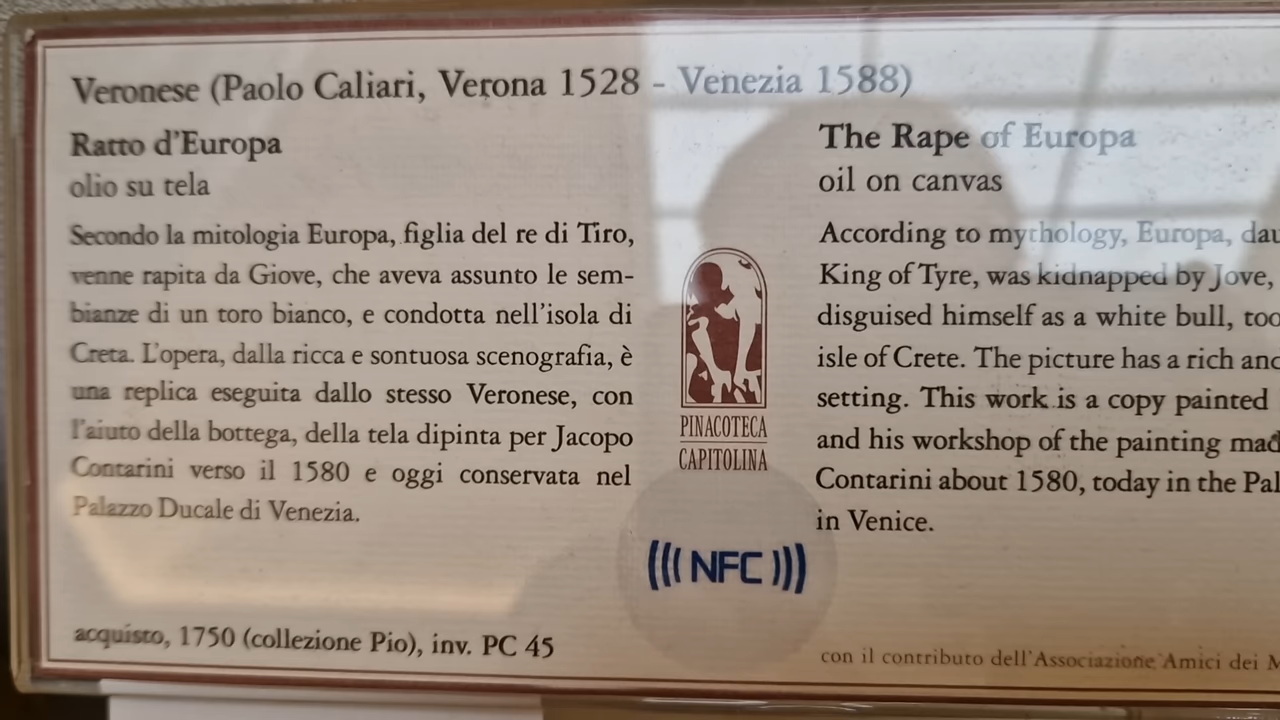 Veronese (Paolo Caliari, Verona 1528 - Venezia 1588)
Ratto d'Europa
olio su tela
Secondo la mitologia Europa, figlia del re di Tiro,
venne rapita da Giove, che aveva assunto le sem-
bianze di un toro bianco, e condotta nell'isola di
Creta. L'opera, dalla ricca e sontuosa scenografia, è
una replica eseguita dallo stesso Veronese, con
l'aiuto della bottega, della tela dipinta per Jacopo
Contarini verso il 1580 e oggi conservata nel
Palazzo Ducale di Venezia.
acquisto, 1750 (collezione Pio), inv. PC 45
PINACOTECA
CAPITOLINA
((( NFC )))
The Rape of Europa
oil on canvas
According to mythology, Europa, dau
King of Tyre, was kidnapped by Jove,
disguised himself as a white bull, too
isle of Crete. The picture has a rich and
setting. This work is a copy painted
and his workshop of the painting mad
Contarini about 1580, today in the Pal
in Venice.
con il contributo dell'Associazione Amici dei M